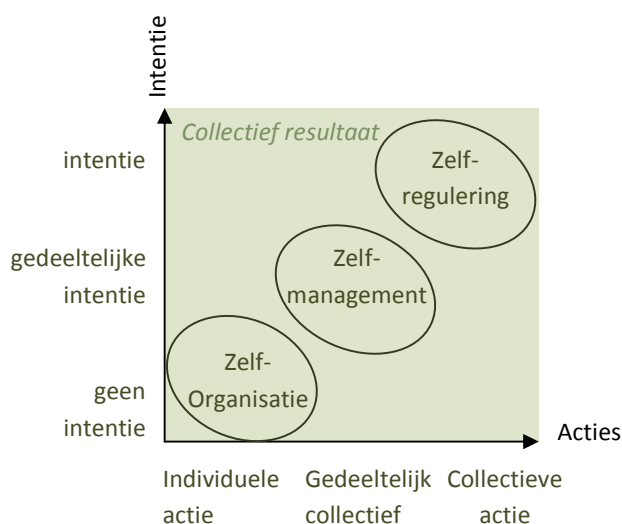 Intentie
Collectief resultaat
intentie
Zelf-
regulering
gedeeltelijke
intentie
Zelf-
management
geen
intentie
Zelf-
Organisatie
Acties
Individuele
actie
Gedeeltelijk
collectief
Collectieve
actie